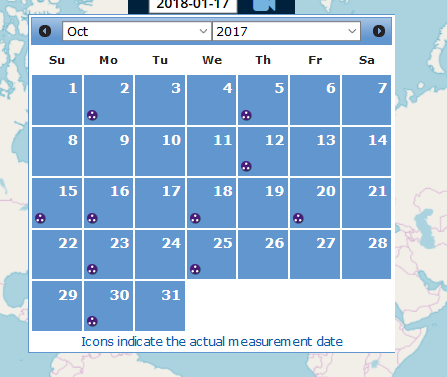 2018-01-17
Oct 2017
Su Mo Tu We Th Fr Sa
1 2 3 4 5 6 7
8 9 10 11 12 13 14
15 16 17 18 19 20 21
22 23 24 25 26 27 28
29 30 31
Icons indicate the actual measurement date